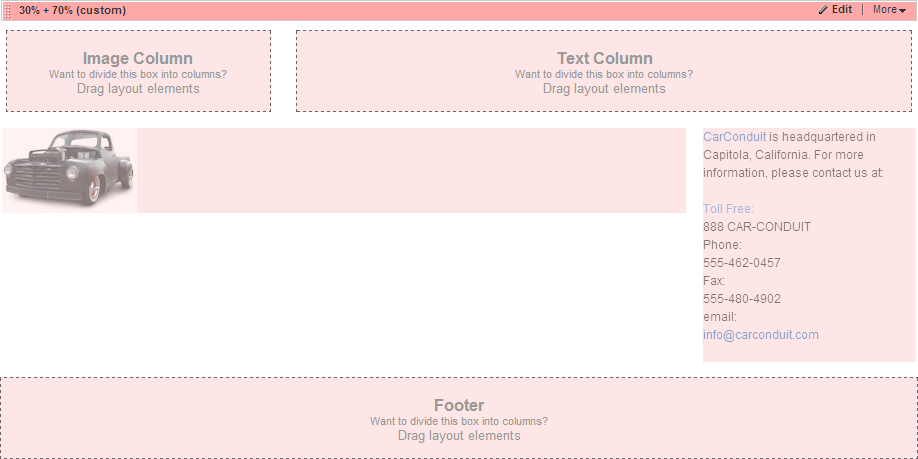 30% + 70% (custom)
Edit | More
Image Column
Want to divide this box into columns?
Drag layout elements
Text Column
Want to divide this box into columns?
Drag layout elements
CarConduit is headquartered in
Capitola, California. For more
information, please contact us at:
Toll Free:
888 CAR-CONDUIT
Phone:
555-462-0457
Fax:
555-480-4902
email:
info@carconduit.com
Footer
Want to divide this box into columns?
Drag layout elements